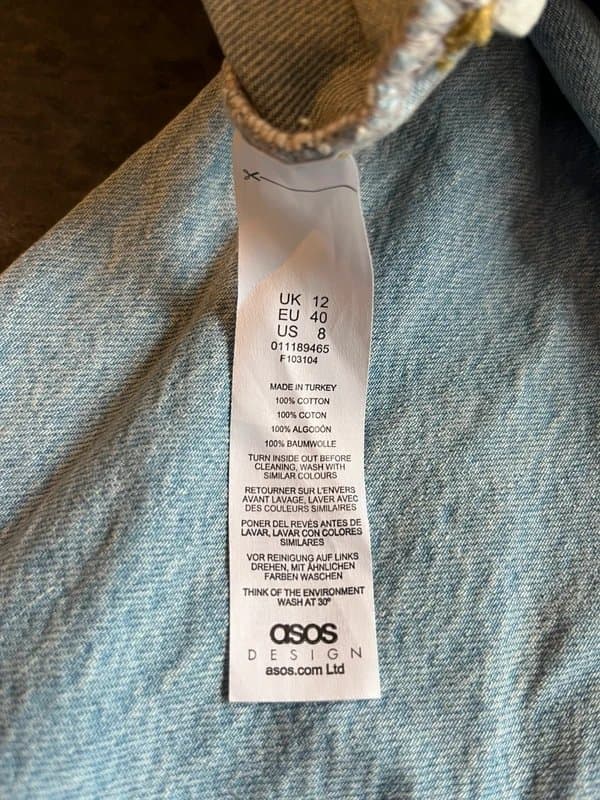 UK 12
EU 40
US 8
011189465
F103104
MADE IN TURKEY
100% COTTON
100% COTON
100% ALGODÓN
100% BAUMWOLLE
TURN INSIDE OUT BEFORE
CLEANING, WASH WITH
SIMILAR COLOURS
RETOURNER SUR L'ENVERS
AVANT LAVAGE, LAVER AVEC
DES COULEURS SIMILAIRES
PONER DEL REVÉS ANTES DE
LAVAR, LAVAR CON COLORES
SIMILARES
VOR REINIGUNG AUF LINKS
DREHEN, MIT ÄHNLICHEN
FARBEN WASCHEN
THINK OF THE ENVIRONMENT
WASH AT 30°
asos
DESIGN
asos.com Ltd